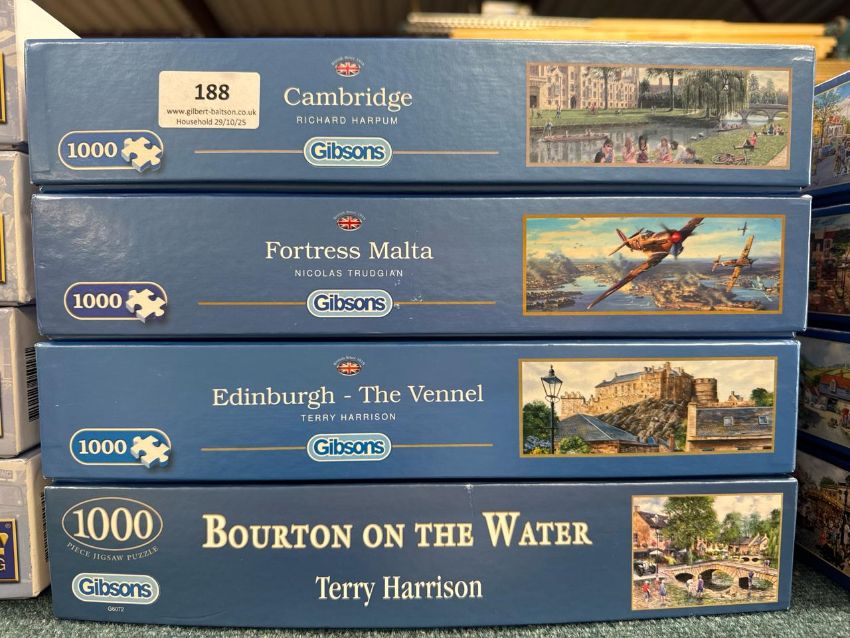 188
www.gilbert-baitson.co.uk
Household 29/10/25
Cambridge
RICHARD HARPUM
1000
Gibsons
Fortress Malta
NICOLAS TRUDGIAN
1000
Gibsons
Edinburgh - The Vennel
TERRY HARRISON
1000
Gibsons
1000
PIECE JIGSAW PUZZLE
BOURTON ON THE WATER
Terry Harrison
Gibsons
G6072